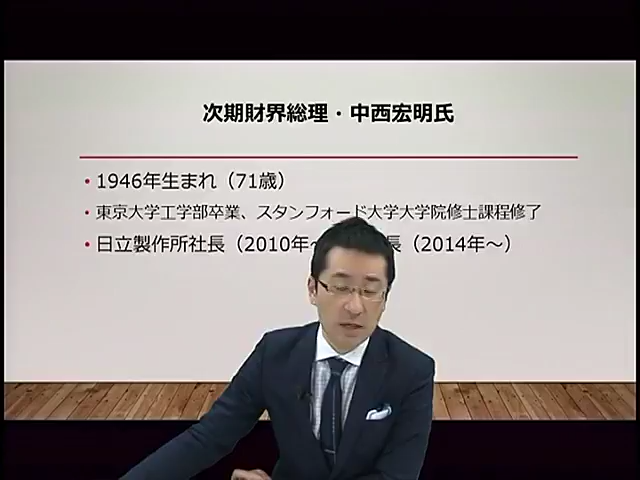 次期財界総理・中西宏明氏
・1946年生まれ（71歳）
・東京大学工学部卒業、スタンフォード大学大学院修士課程修了
・日立製作所社長（2010年～ 長（2014年～）